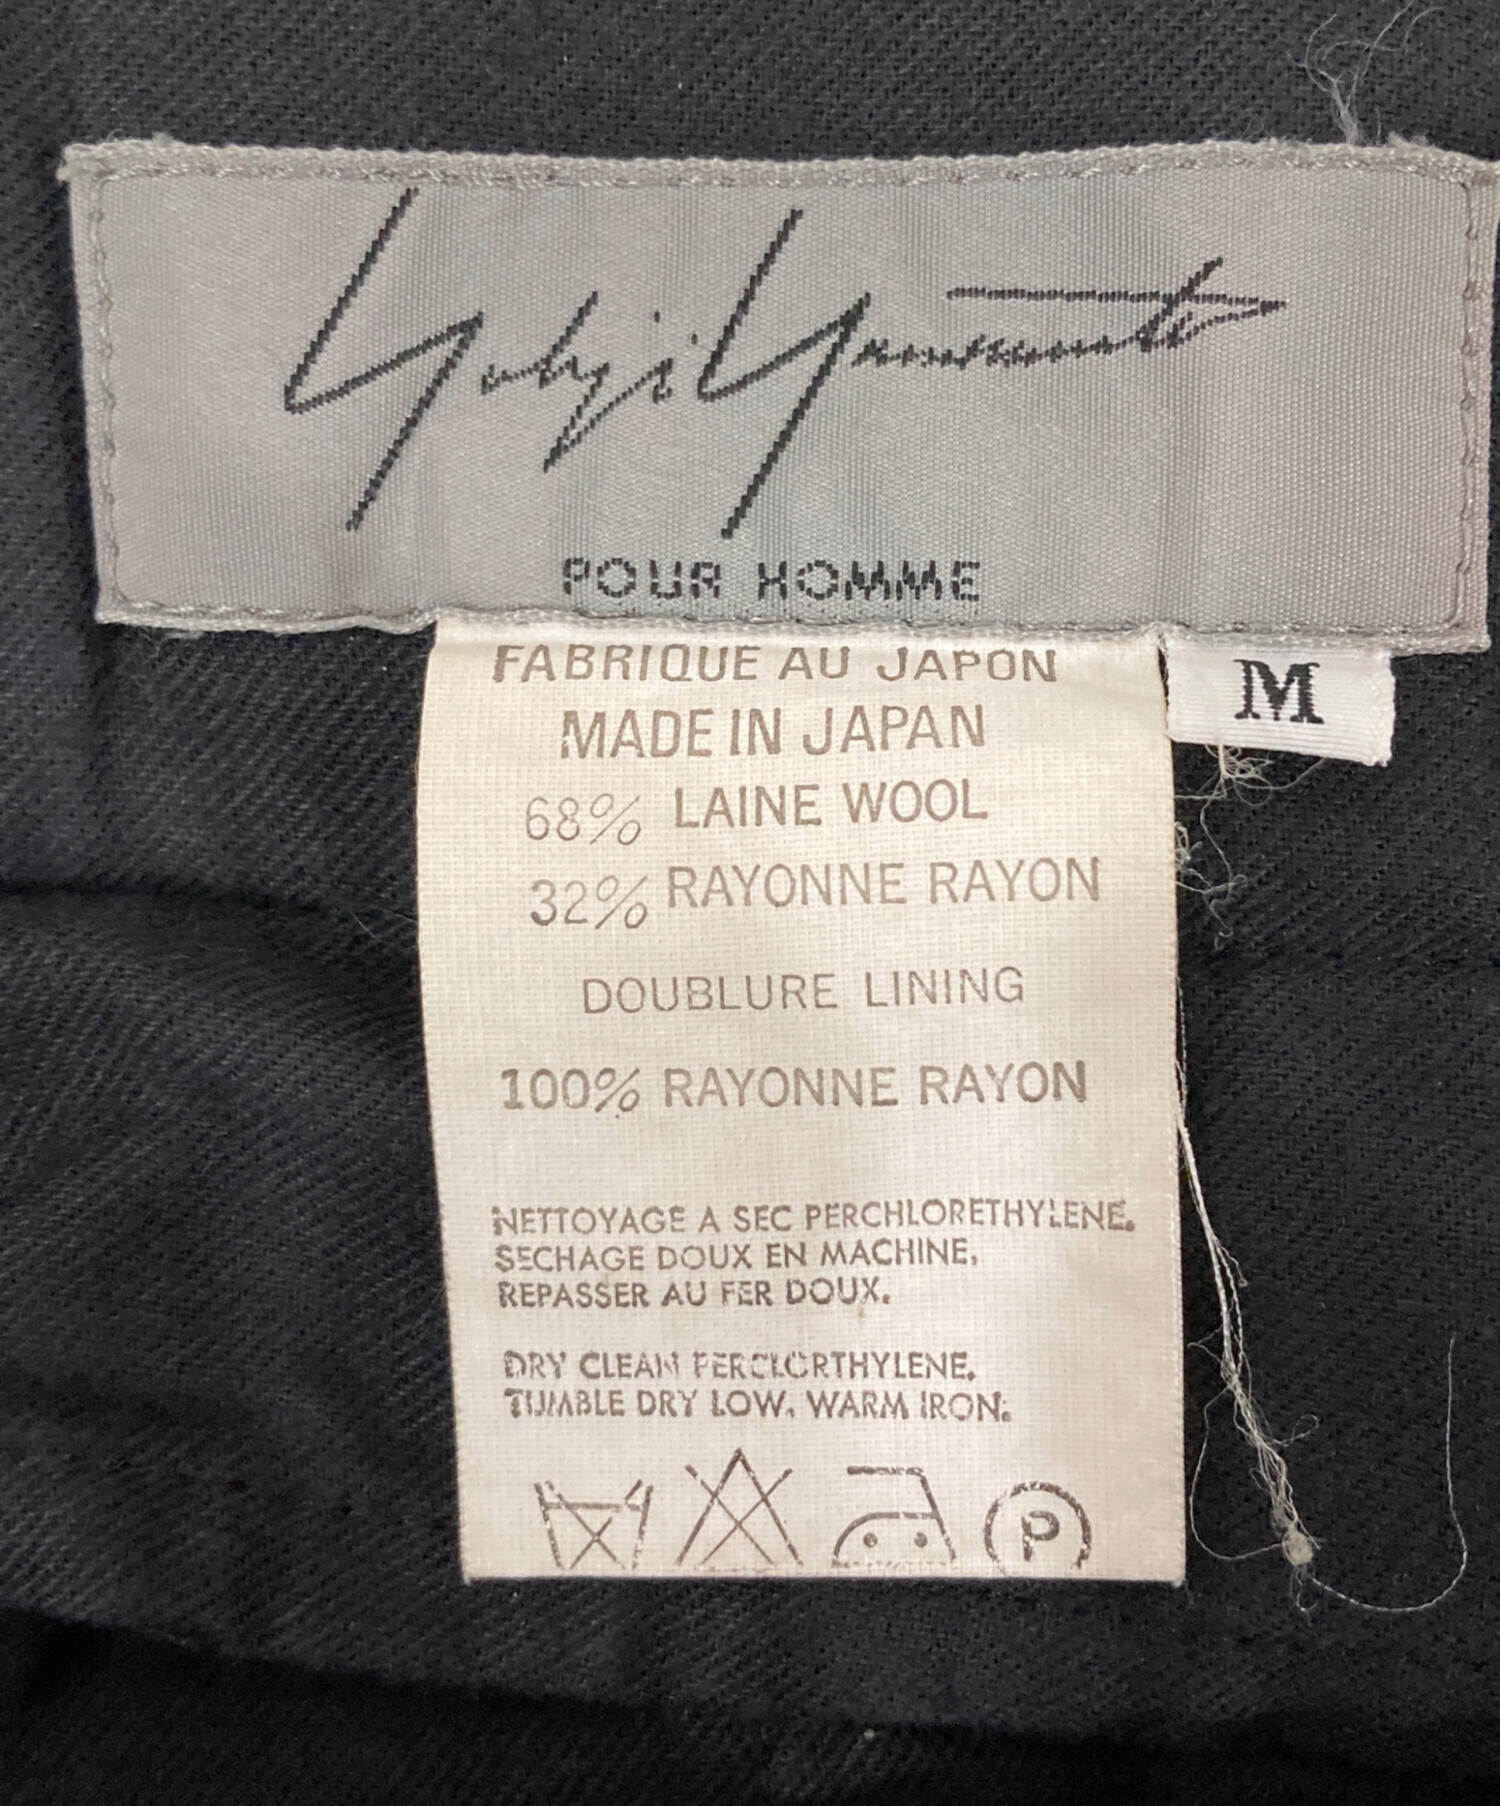 Yohji Yamamoto
POUR HOMME
M
FABRIQUE AU JAPON
MADE IN JAPAN
68% LAINE WOOL
32% RAYONNE RAYON
DOUBLURE LINING
100% RAYONNE RAYON
NETTOYAGE A SEC PERCHLORETHYLENE.
SECHAGE DOUX EN MACHINE,
REPASSER AU FER DOUX.
DRY CLEAN PERCLORTHYLENE.
TUMBLE DRY LOW. WARM IRON.
P